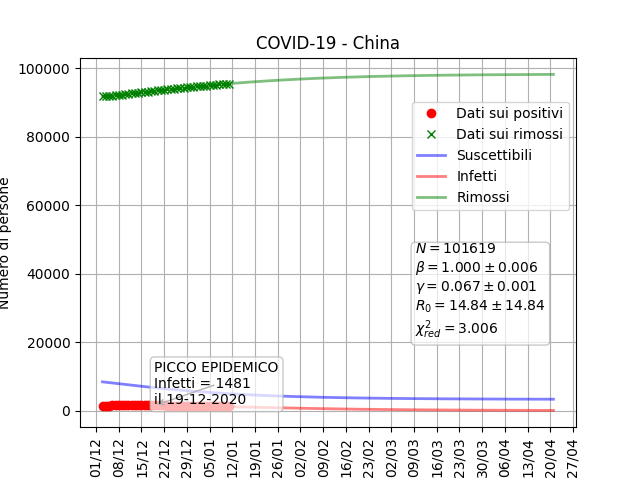 COVID-19 - China
Numero di persone
100000
80000
60000
40000
20000
0
Dati sui positivi
Dati sui rimossi
Suscettibili
Infetti
Rimossi
N = 101619
β = 1.000 ± 0.006
γ = 0.067 ± 0.001
R₀ = 14.84 ± 14.84
χ²red = 3.006
PICCO EPIDEMICO
Infetti = 1481
il 19-12-2020
01/12
08/12
15/12
22/12
29/12
05/01
12/01
19/01
26/01
02/02
09/02
16/02
23/02
02/03
09/03
16/03
23/03
30/03
06/04
13/04
20/04
27/04